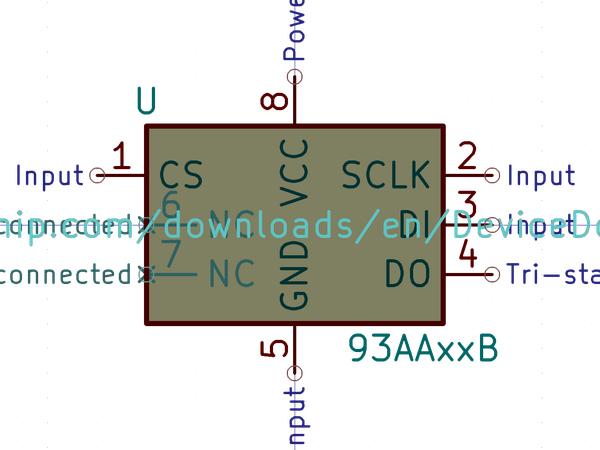 Powe
U
8
1
2
Input
CS
VCC
SCLK
Input
6
3
connected
NC
DI
Input
ip.com/downloads/en/DeviceDo
7
4
connected
NC
GND
DO
Tri-sta
5
93AAxxB
nput